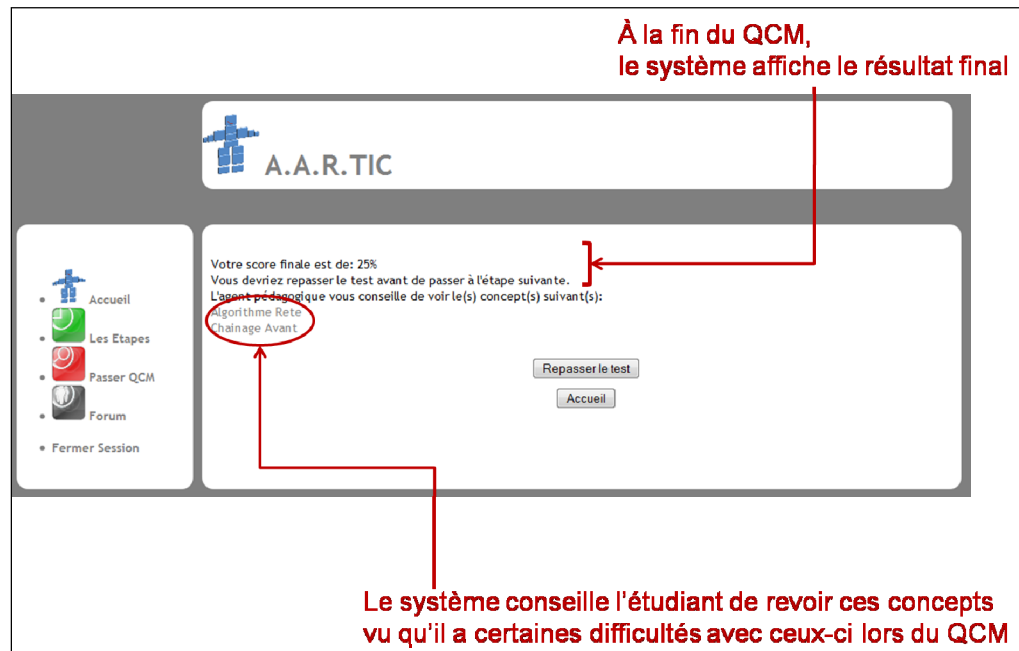 À la fin du QCM,
le système affiche le résultat final
A.A.R.TIC
Accueil
Les Etapes
Passer QCM
Forum
Fermer Session
Votre score finale est de: 25%
Vous devriez repasser le test avant de passer à l'étape suivante.
L'agent pédagogique vous conseille de voir le(s) concept(s) suivant(s):
Algorithme Rete
Chainage Avant
Repasser le test
Accueil
Le système conseille l'étudiant de revoir ces concepts
vu qu'il a certaines difficultés avec ceux-ci lors du QCM